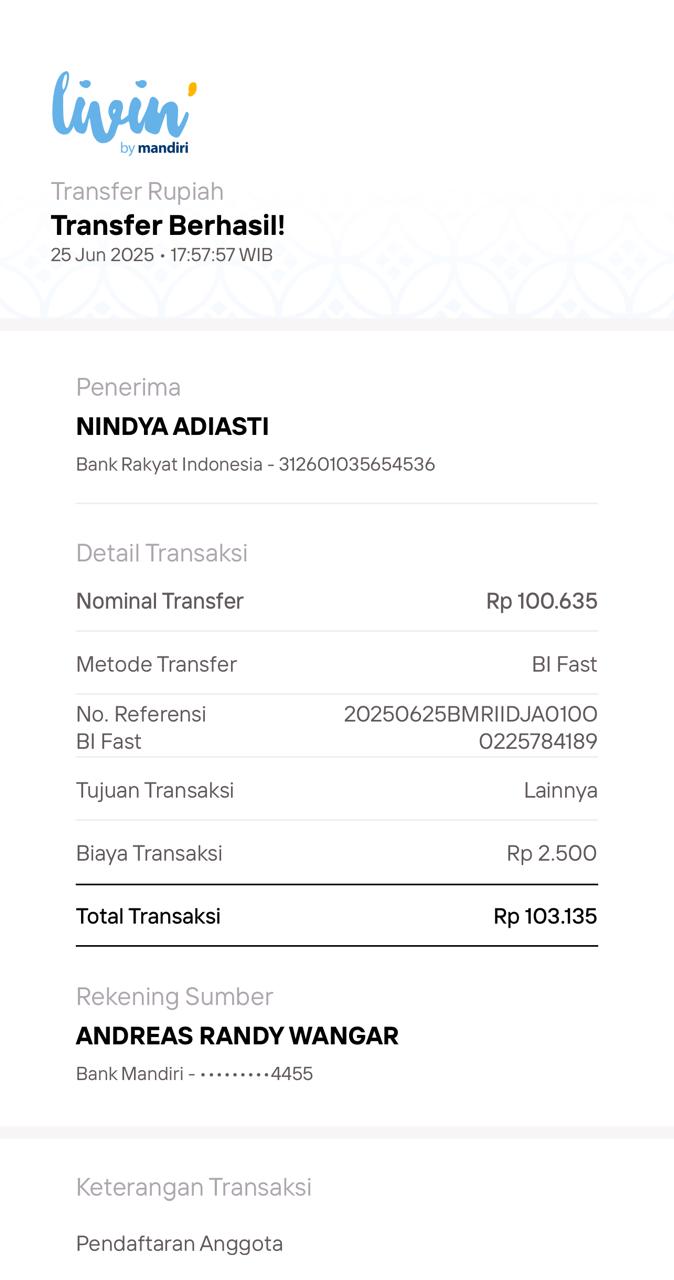 livin'
by mandiri
Transfer Rupiah
Transfer Berhasil!
25 Jun 2025 • 17:57:57 WIB
Penerima
NINDYA ADIASTI
Bank Rakyat Indonesia - 312601035654536
Detail Transaksi
Nominal Transfer Rp 100.635
Metode Transfer BI Fast
No. Referensi 20250625BMRIIDJA010O
BI Fast 0225784189
Tujuan Transaksi Lainnya
Biaya Transaksi Rp 2.500
Total Transaksi Rp 103.135
Rekening Sumber
ANDREAS RANDY WANGAR
Bank Mandiri - •••••••••4455
Keterangan Transaksi
Pendaftaran Anggota